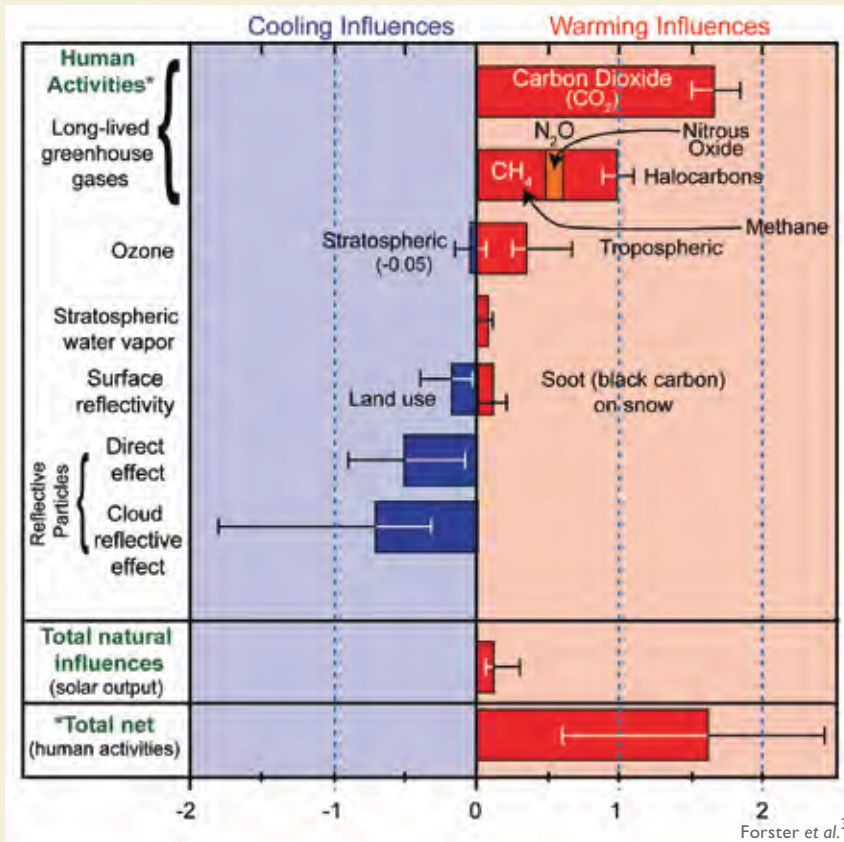 Cooling Influences
Warming Influences
Human
Activities*
Long-lived
greenhouse
gases
Carbon Dioxide
(CO₂)
N₂O
Nitrous
Oxide
CH₄
Halocarbons
Methane
Ozone
Stratospheric
(-0.05)
Tropospheric
Stratospheric
water vapor
Surface
reflectivity
Land use
Soot (black carbon)
on snow
Reflective
Particles
Direct
effect
Cloud
reflective
effect
Total natural
influences
(solar output)
*Total net
(human activities)
-2
-1
0
1
2
Forster et al.³